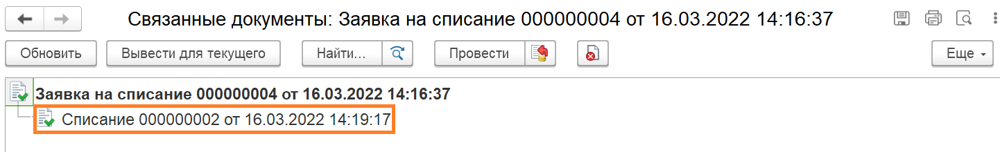 Связанные документы: Заявка на списание 000000004 от 16.03.2022 14:16:37
Обновить Вывести для текущего Найти... Провести Еще
Заявка на списание 000000004 от 16.03.2022 14:16:37
Списание 000000002 от 16.03.2022 14:19:17